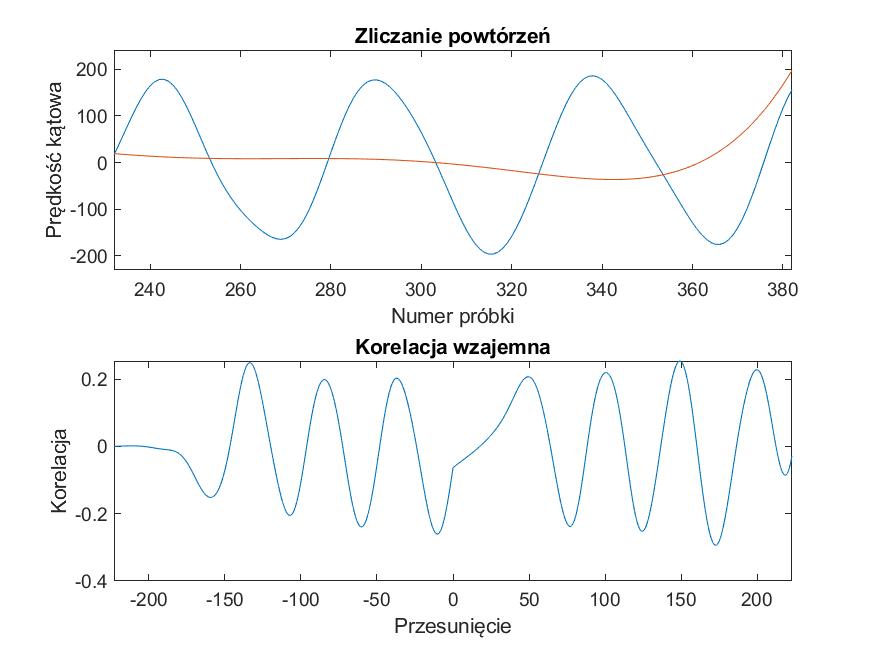 Zliczanie powtórzeń
200
100
0
-100
-200
Prędkość kątowa
240 260 280 300 320 340 360 380
Numer próbki
Korelacja wzajemna
0.2
0
-0.2
-0.4
Korelacja
-200 -150 -100 -50 0 50 100 150 200
Przesunięcie